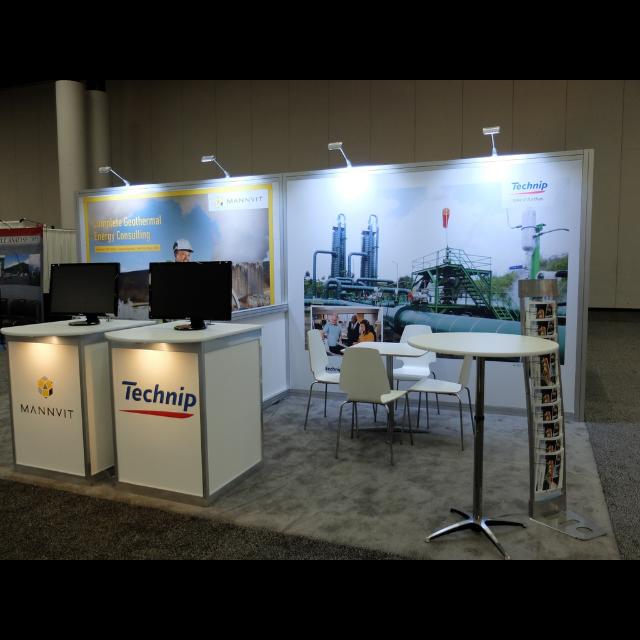 Complete Geothermal
Energy Consulting
MANNVIT
Technip
MANNVIT
Technip